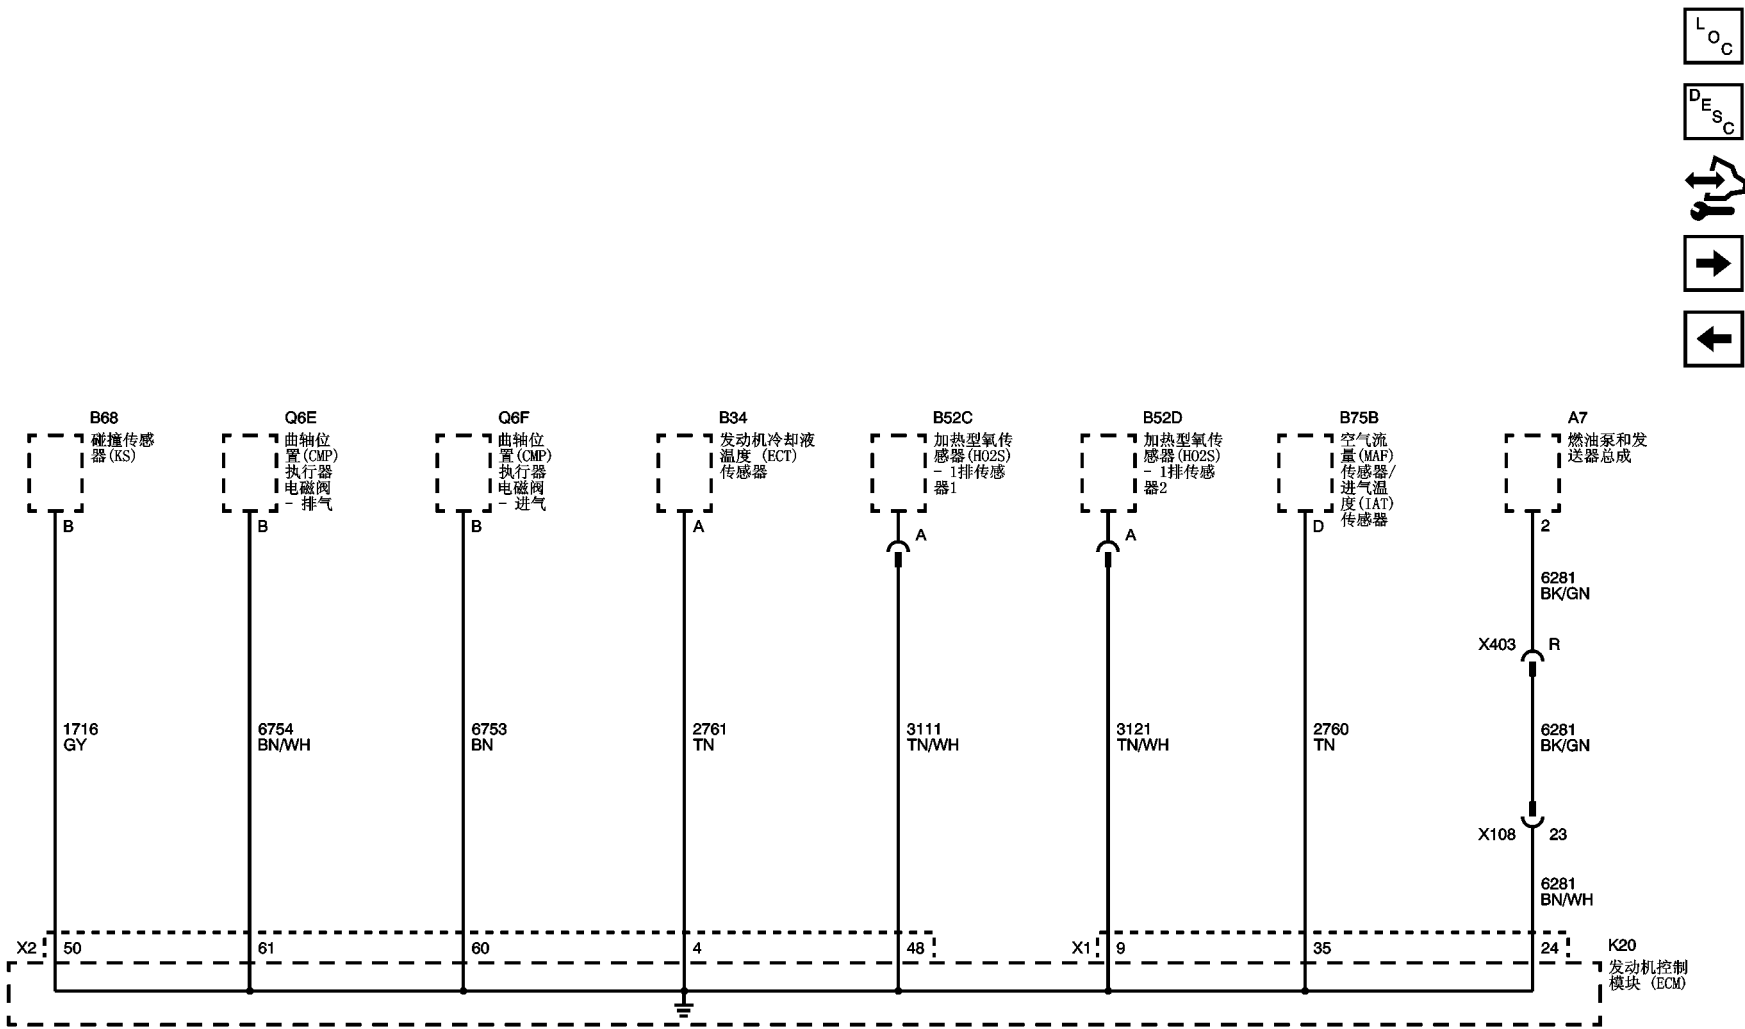 LOC
DESC
B68
碰撞传感
器(KS)
Q6E
曲轴位
置(CMP)
执行器
电磁阀
- 排气
Q6F
曲轴位
置(CMP)
执行器
电磁阀
- 进气
B34
发动机冷却液
温度 (ECT)
传感器
B52C
加热型氧传
感器(HO2S)
- 1排传感
器1
B52D
加热型氧传
感器(HO2S)
- 1排传感
器2
B75B
空气流
量(MAF)
传感器/
进气温
度(IAT)
传感器
A7
燃油泵和发
送器总成
B
B
B
A
A
A
D
2
6281
BK/GN
X403
R
1716
GY
6754
BN/WH
6753
BN
2761
TN
3111
TN/WH
3121
TN/WH
2760
TN
6281
BK/GN
X108
23
6281
BN/WH
X2
50
61
60
4
48
X1
9
35
24
K20
发动机控制
模块 (ECM)